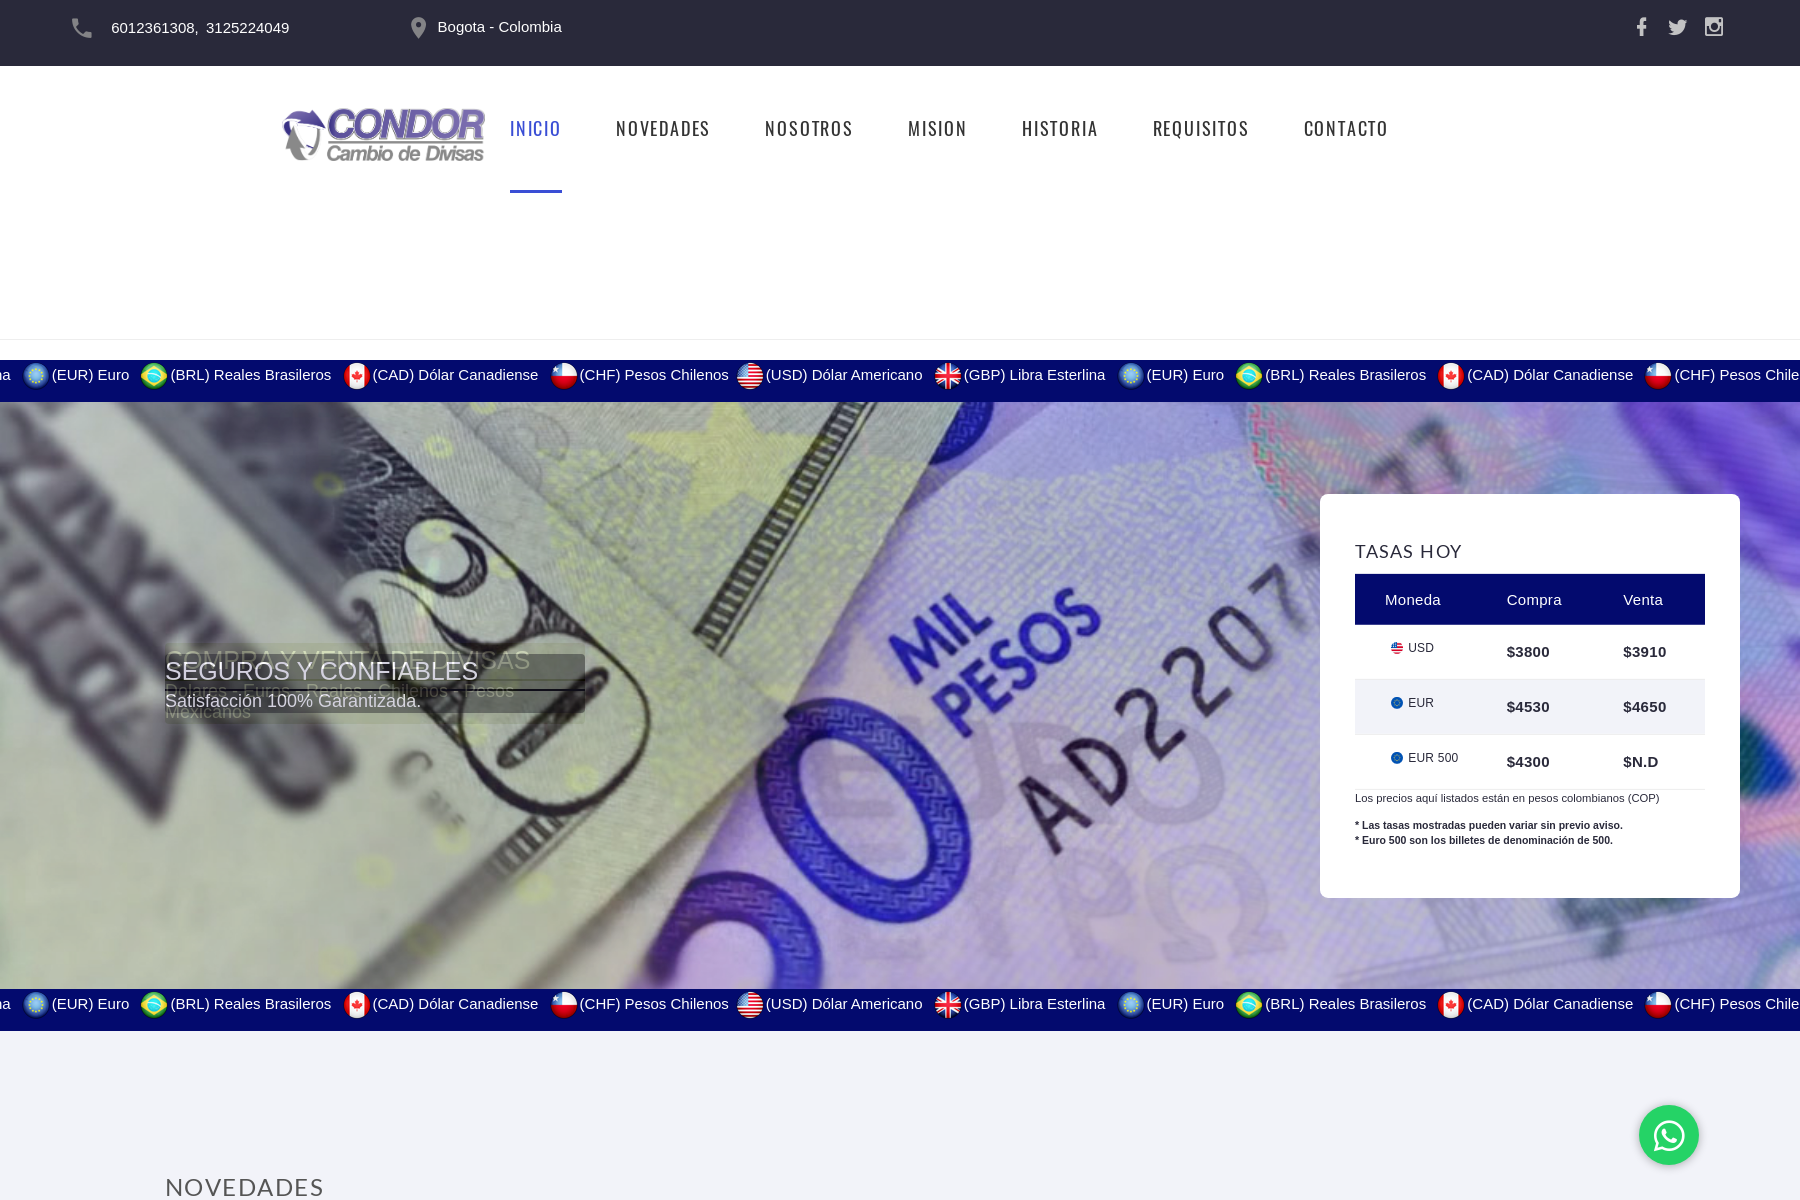 6012361308, 3125224049
Bogota - Colombia
CONDOR
Cambio de Divisas
INICIO
NOVEDADES
NOSOTROS
MISION
HISTORIA
REQUISITOS
CONTACTO
na (EUR) Euro (BRL) Reales Brasileros (CAD) Dólar Canadiense (CHF) Pesos Chilenos (USD) Dólar Americano (GBP) Libra Esterlina (EUR) Euro (BRL) Reales Brasileros (CAD) Dólar Canadiense (CHF) Pesos Chile
20
MIL
PESOS
AD2207
EURO
COMPRA Y VENTA DE DIVISAS
Dolares - Euros - Reales - Chilenos - Pesos
Mexicanos
SEGUROS Y CONFIABLES
Satisfacción 100% Garantizada.
TASAS HOY
Moneda Compra Venta
USD $3800 $3910
EUR $4530 $4650
EUR 500 $4300 $N.D
Los precios aquí listados están en pesos colombianos (COP)
* Las tasas mostradas pueden variar sin previo aviso.
* Euro 500 son los billetes de denominación de 500.
na (EUR) Euro (BRL) Reales Brasileros (CAD) Dólar Canadiense (CHF) Pesos Chilenos (USD) Dólar Americano (GBP) Libra Esterlina (EUR) Euro (BRL) Reales Brasileros (CAD) Dólar Canadiense (CHF) Pesos Chile
NOVEDADES